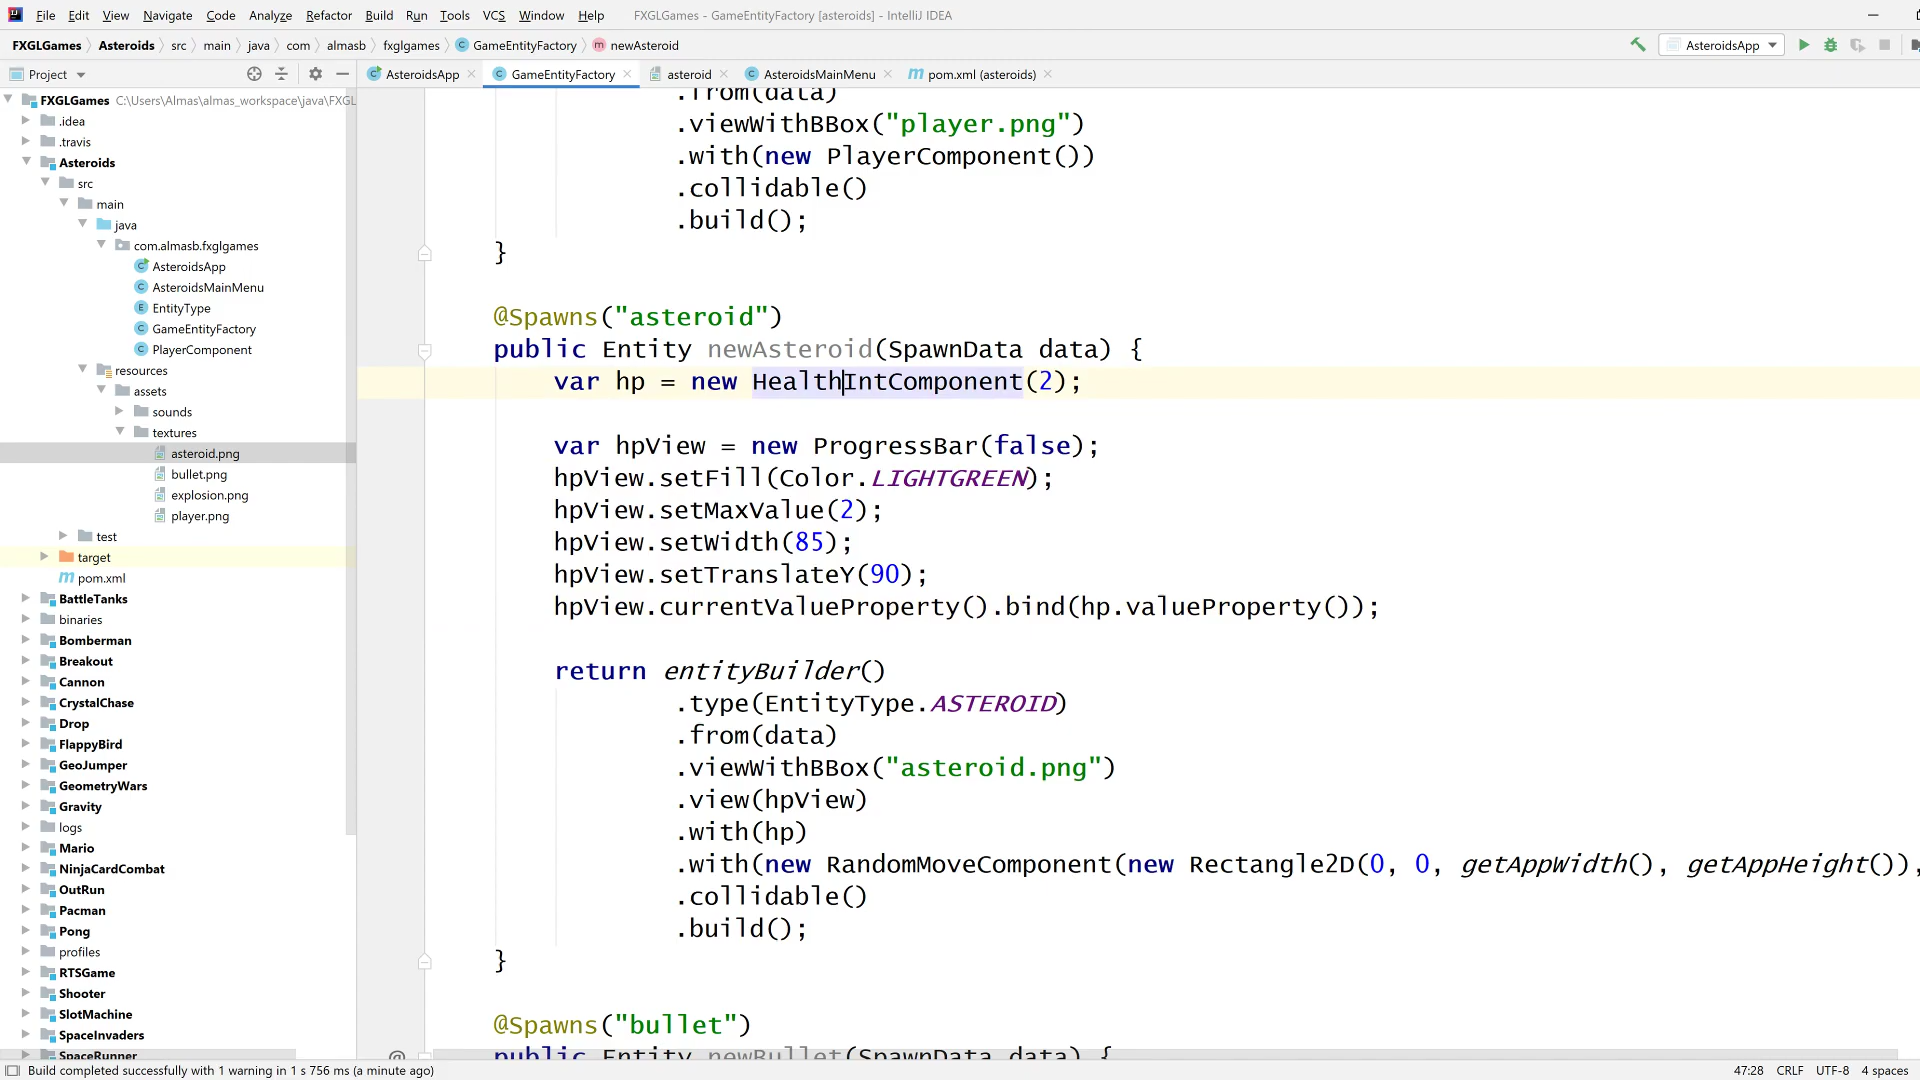 File Edit View Navigate Code Analyze Refactor Build Run Tools VCS Window Help FXGLGames - GameEntityFactory [asteroids] - IntelliJ IDEA
FXGLGames Asteroids src main java com almasb fxglgames GameEntityFactory newAsteroid AsteroidsApp
Project AsteroidsApp GameEntityFactory asteroid AsteroidsMainMenu pom.xml (asteroids)
FXGLGames C:\Users\Almas\almas_workspace\java\FXGL
.idea
.travis
Asteroids
src
main
java
com.almasb.fxglgames
AsteroidsApp
AsteroidsMainMenu
EntityType
GameEntityFactory
PlayerComponent
resources
assets
sounds
textures
asteroid.png
bullet.png
explosion.png
player.png
test
target
pom.xml
BattleTanks
binaries
Bomberman
Breakout
Cannon
CrystalChase
Drop
FlappyBird
GeoJumper
GeometryWars
Gravity
logs
Mario
NinjaCardCombat
OutRun
Pacman
Pong
profiles
RTSGame
Shooter
SlotMachine
SpaceInvaders
SpaceRunner
.from(data)
.viewWithBBox("player.png")
.with(new PlayerComponent())
.collidable()
.build();
}
@Spawns("asteroid")
public Entity newAsteroid(SpawnData data) {
var hp = new HealthIntComponent(2);
var hpView = new ProgressBar(false);
hpView.setFill(Color.LIGHTGREEN);
hpView.setMaxValue(2);
hpView.setWidth(85);
hpView.setTranslateY(90);
hpView.currentValueProperty().bind(hp.valueProperty());
return entityBuilder()
.type(EntityType.ASTEROID)
.from(data)
.viewWithBBox("asteroid.png")
.view(hpView)
.with(hp)
.with(new RandomMoveComponent(new Rectangle2D(0, 0, getAppWidth(), getAppHeight()),
.collidable()
.build();
}
@Spawns("bullet")
public Entity newBullet(SpawnData data) {
Build completed successfully with 1 warning in 1 s 756 ms (a minute ago) 47:28 CRLF UTF-8 4 spaces